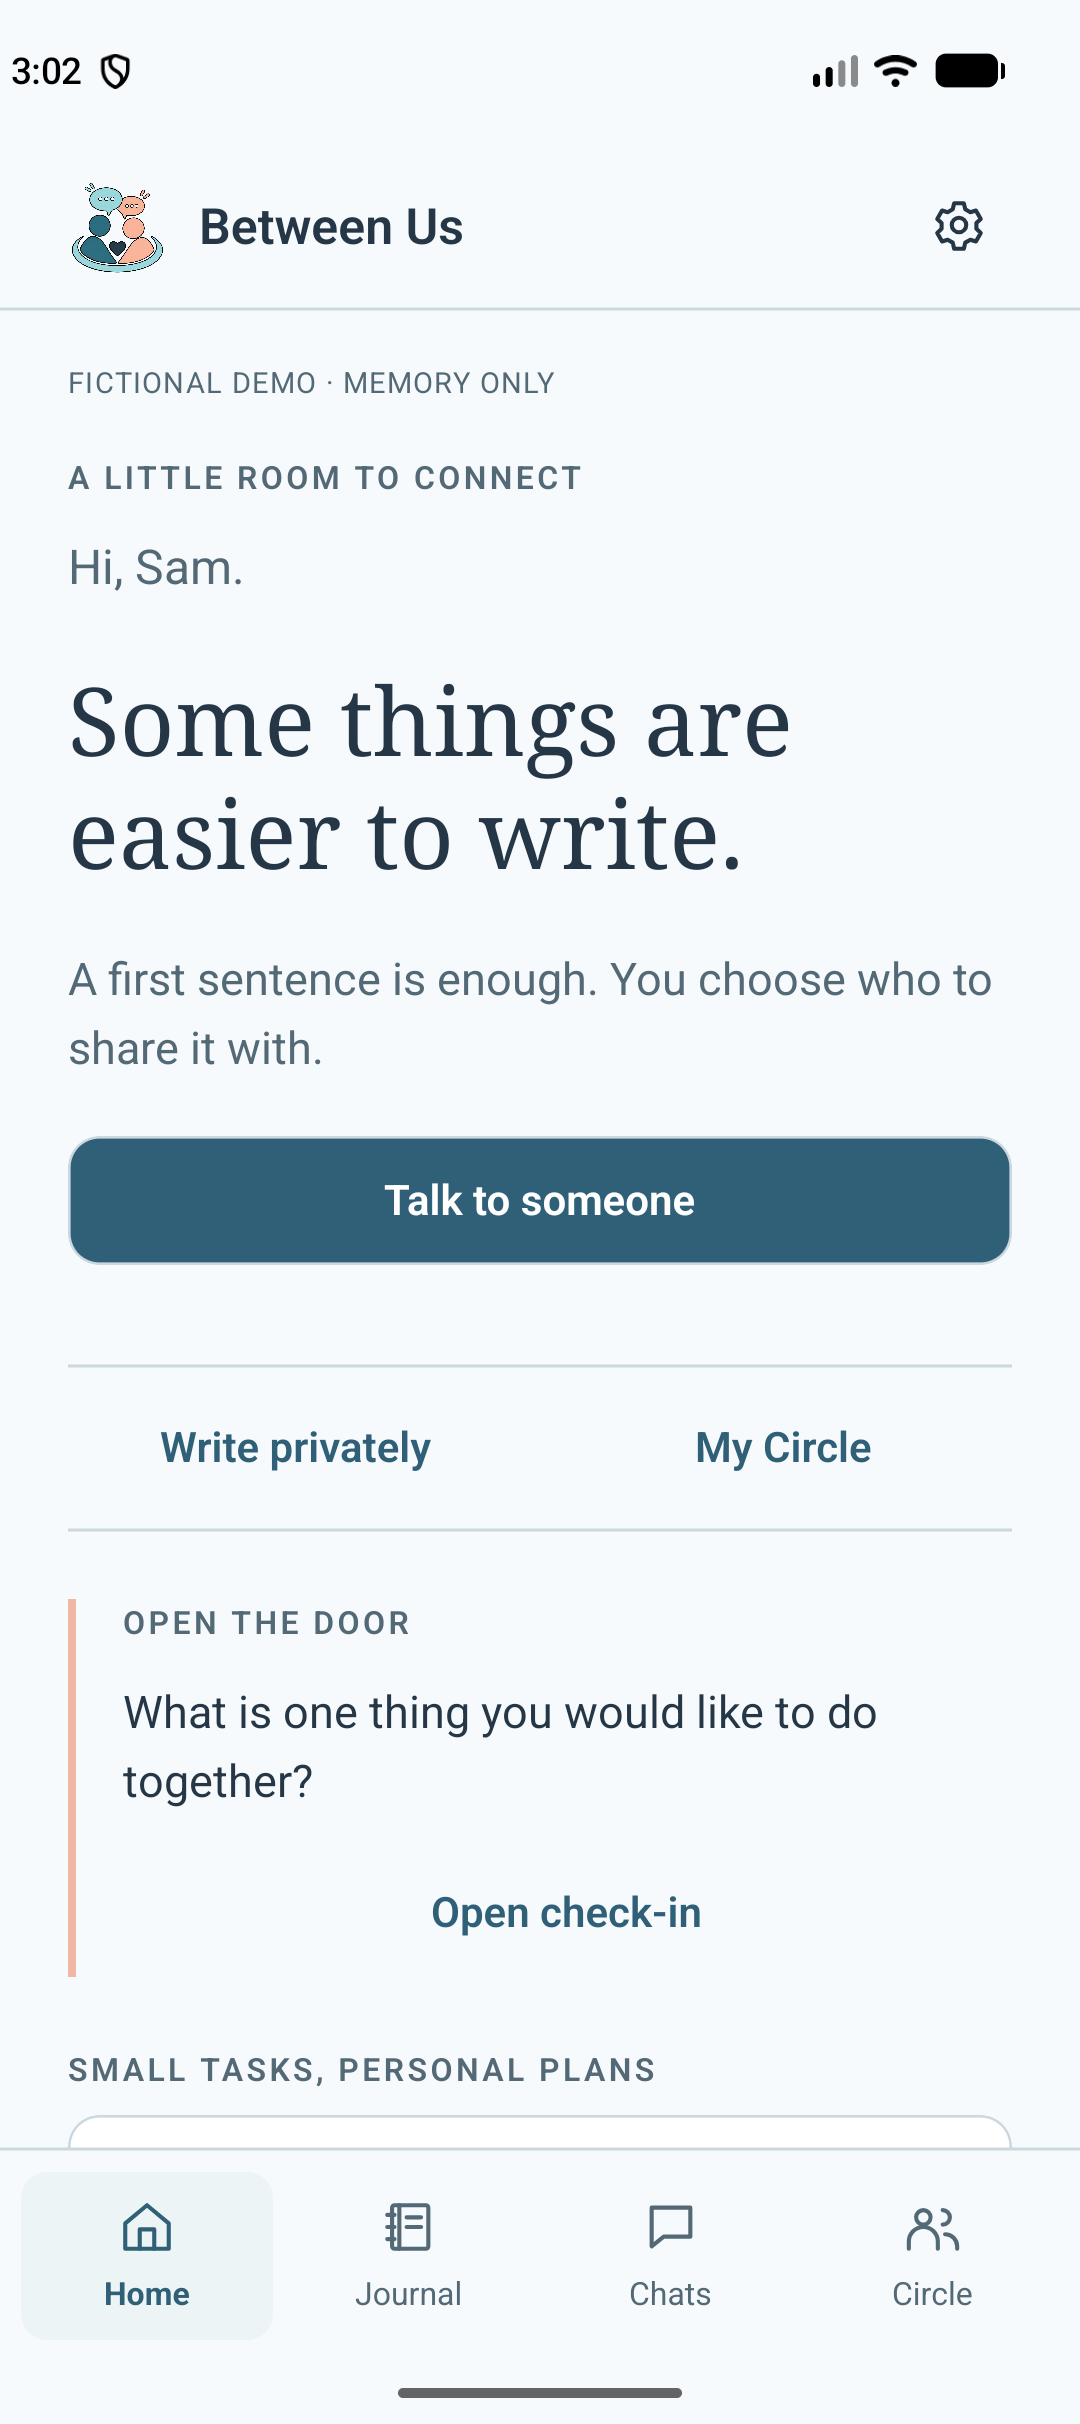 3:02
Between Us
FICTIONAL DEMO · MEMORY ONLY
A LITTLE ROOM TO CONNECT
Hi, Sam.
Some things are
easier to write.
A first sentence is enough. You choose who to
share it with.
Talk to someone
Write privately
My Circle
OPEN THE DOOR
What is one thing you would like to do
together?
Open check-in
SMALL TASKS, PERSONAL PLANS
Home
Journal
Chats
Circle